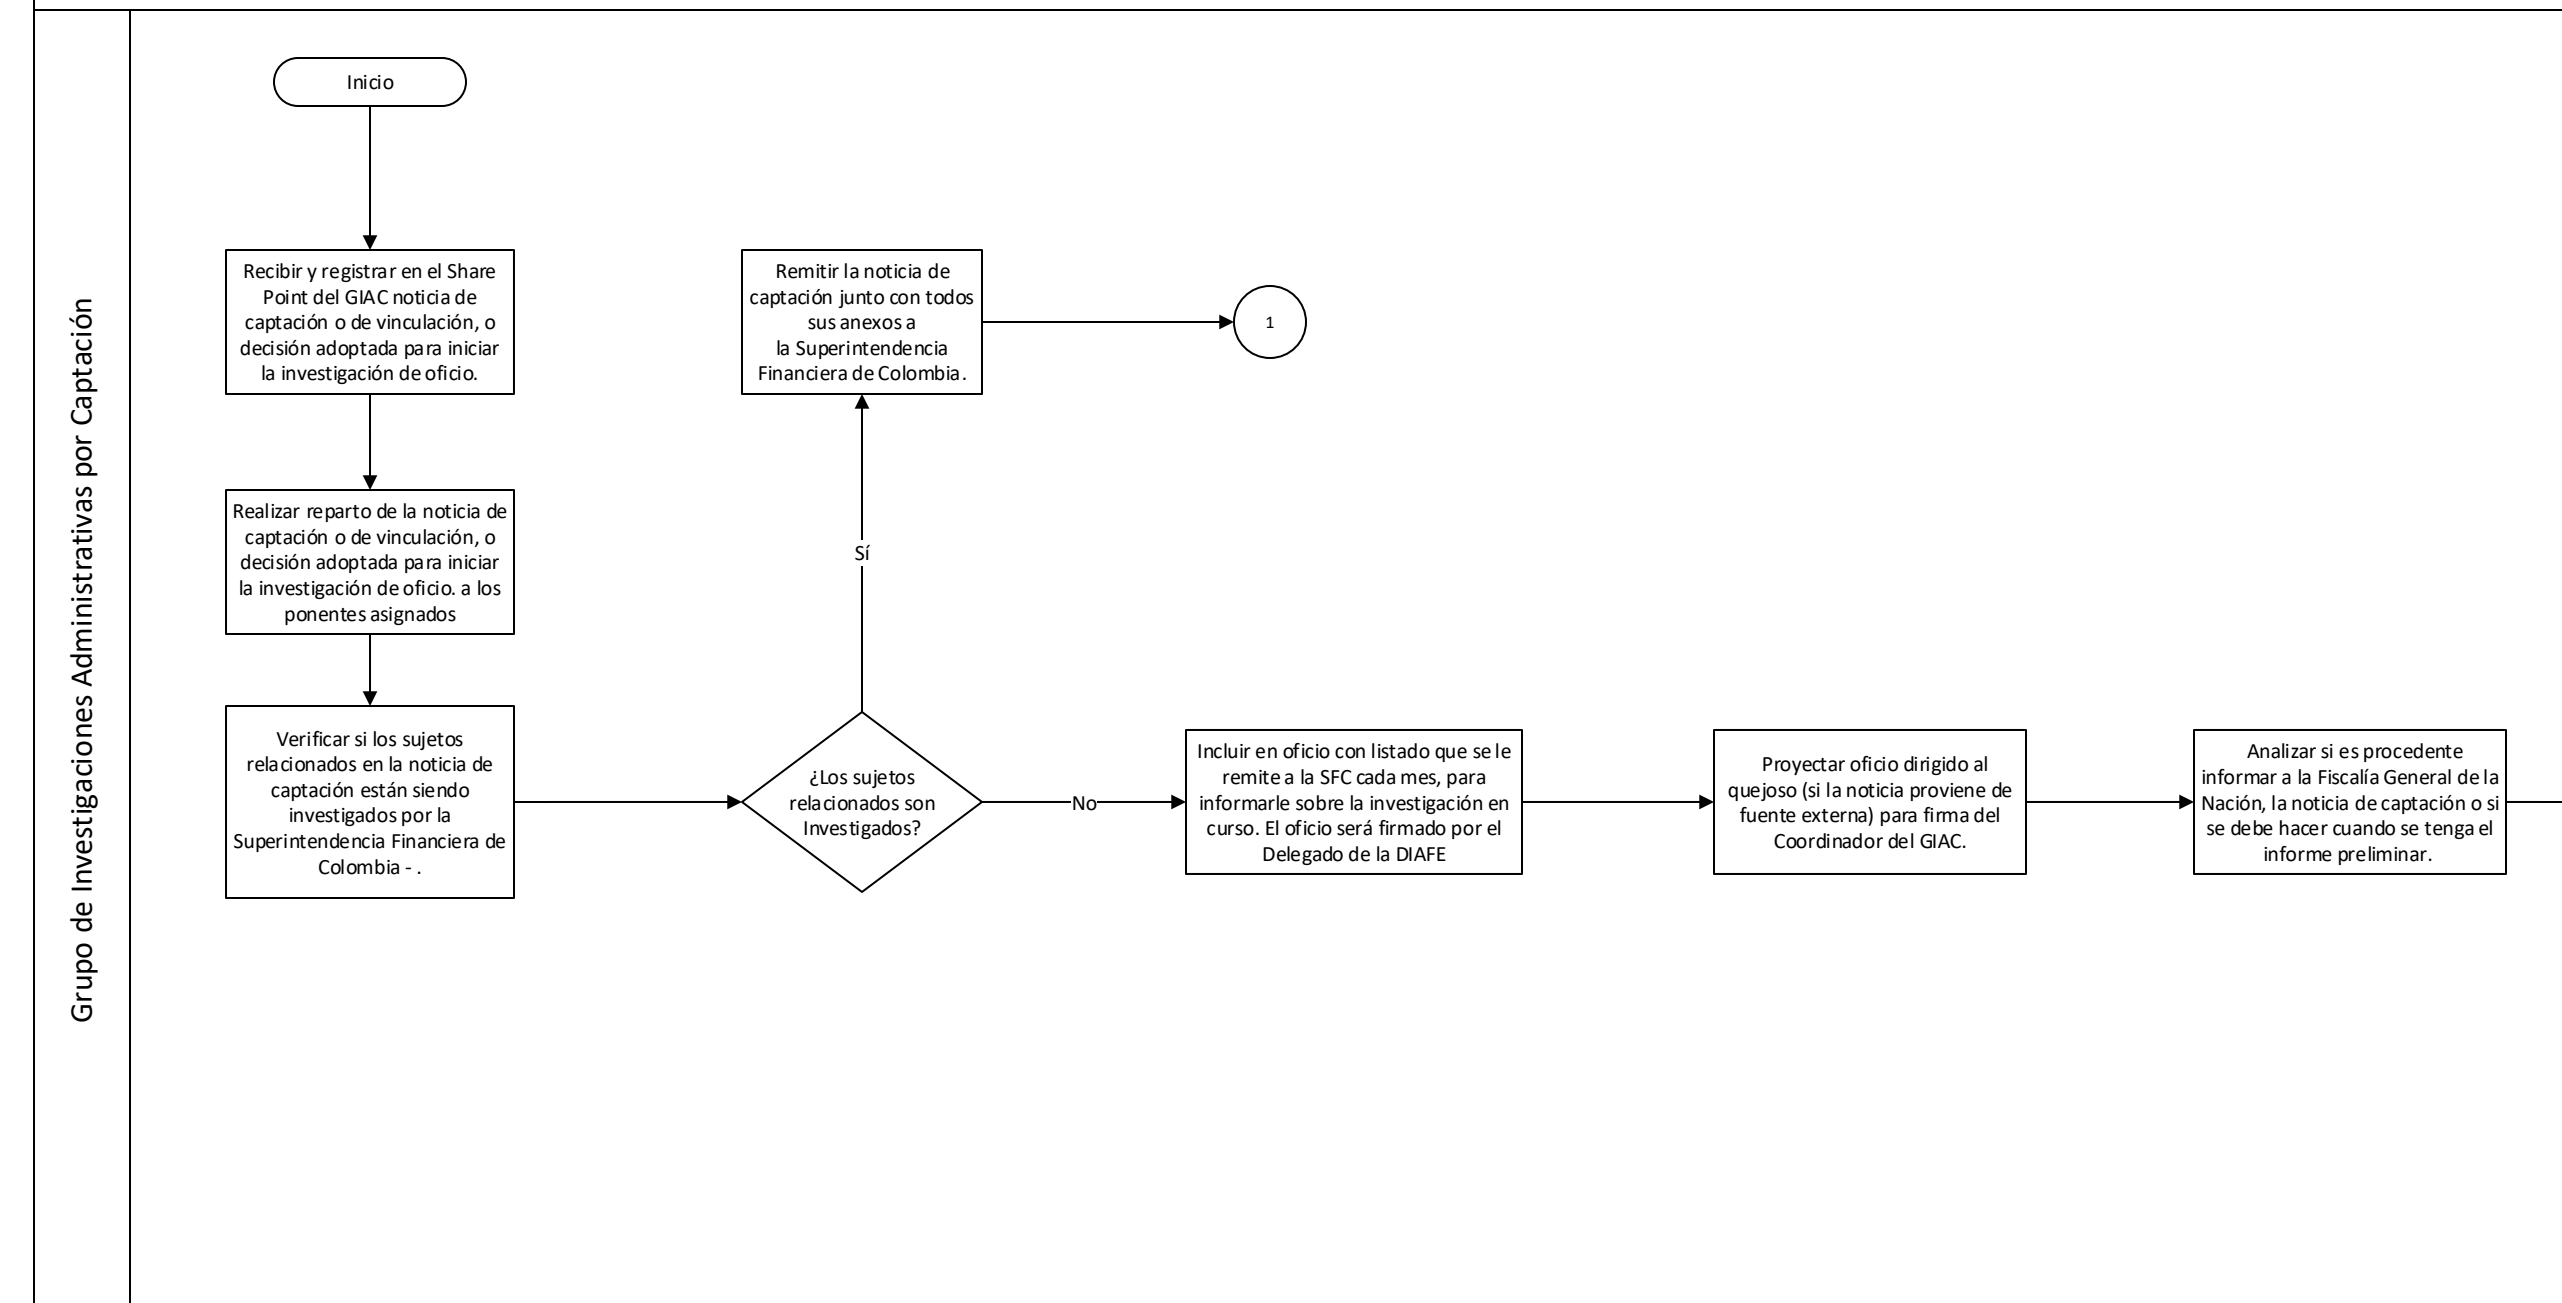 Grupo de Investigaciones Administrativas por Captación
Inicio
Recibir y registrar en el Share
Point del GIAC noticia de
captación o de vinculación, o
decisión adoptada para iniciar
la investigación de oficio.
Realizar reparto de la noticia de
captación o de vinculación, o
decisión adoptada para iniciar
la investigación de oficio. a los
ponentes asignados
Verificar si los sujetos
relacionados en la noticia de
captación están siendo
investigados por la
Superintendencia Financiera de
Colombia - .
¿Los sujetos
relacionados son
Investigados?
Sí
Remitir la noticia de
captación junto con todos
sus anexos a
la Superintendencia
Financiera de Colombia.
1
No
Incluir en oficio con listado que se le
remite a la SFC cada mes, para
informarle sobre la investigación en
curso. El oficio será firmado por el
Delegado de la DIAFE
Proyectar oficio dirigido al
quejoso (si la noticia proviene de
fuente externa) para firma del
Coordinador del GIAC.
Analizar si es procedente
informar a la Fiscalía General de la
Nación, la noticia de captación o si
se debe hacer cuando se tenga el
informe preliminar.